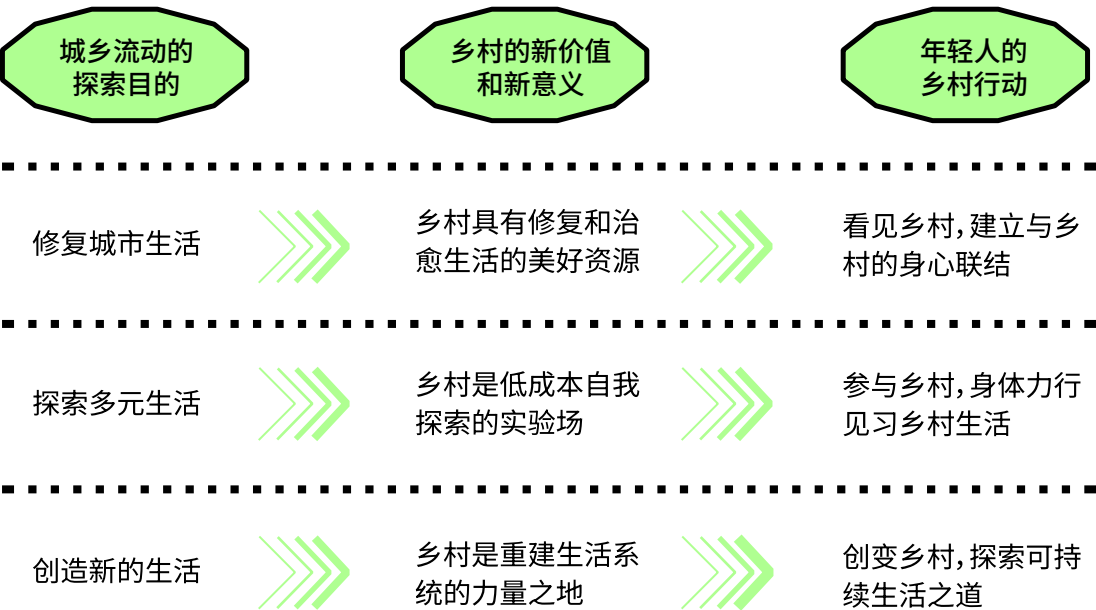 城乡流动的
探索目的
乡村的新价值
和新意义
年轻人的
乡村行动
修复城市生活
乡村具有修复和治
愈生活的美好资源
看见乡村，建立与乡
村的身心联结
探索多元生活
乡村是低成本自我
探索的实验场
参与乡村，身体力行
见习乡村生活
创造新的生活
乡村是重建生活系
统的力量之地
创变乡村，探索可持
续生活之道